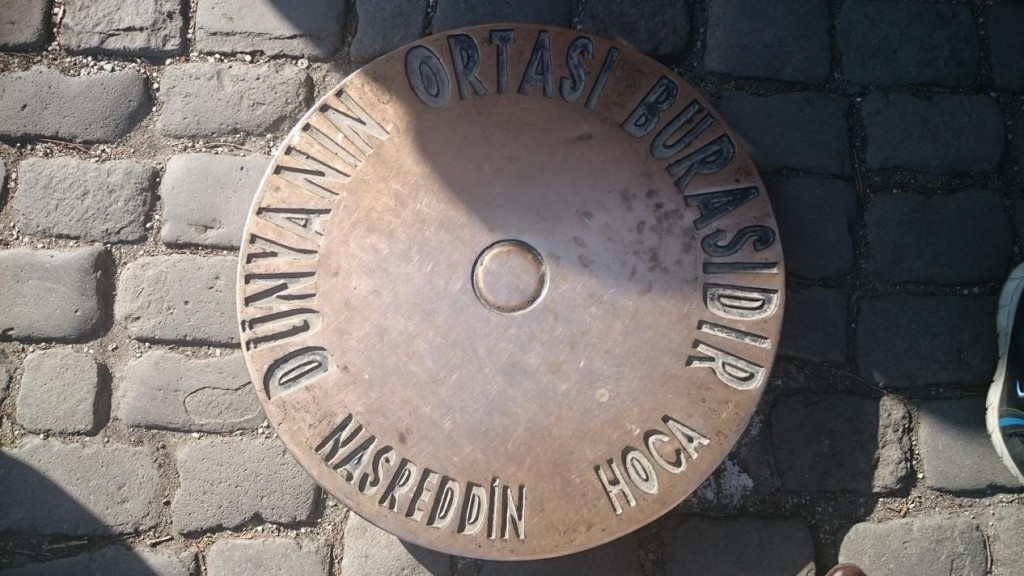 DÜNYANIN ORTASI BURASIDIR
NASREDDİN HOCA